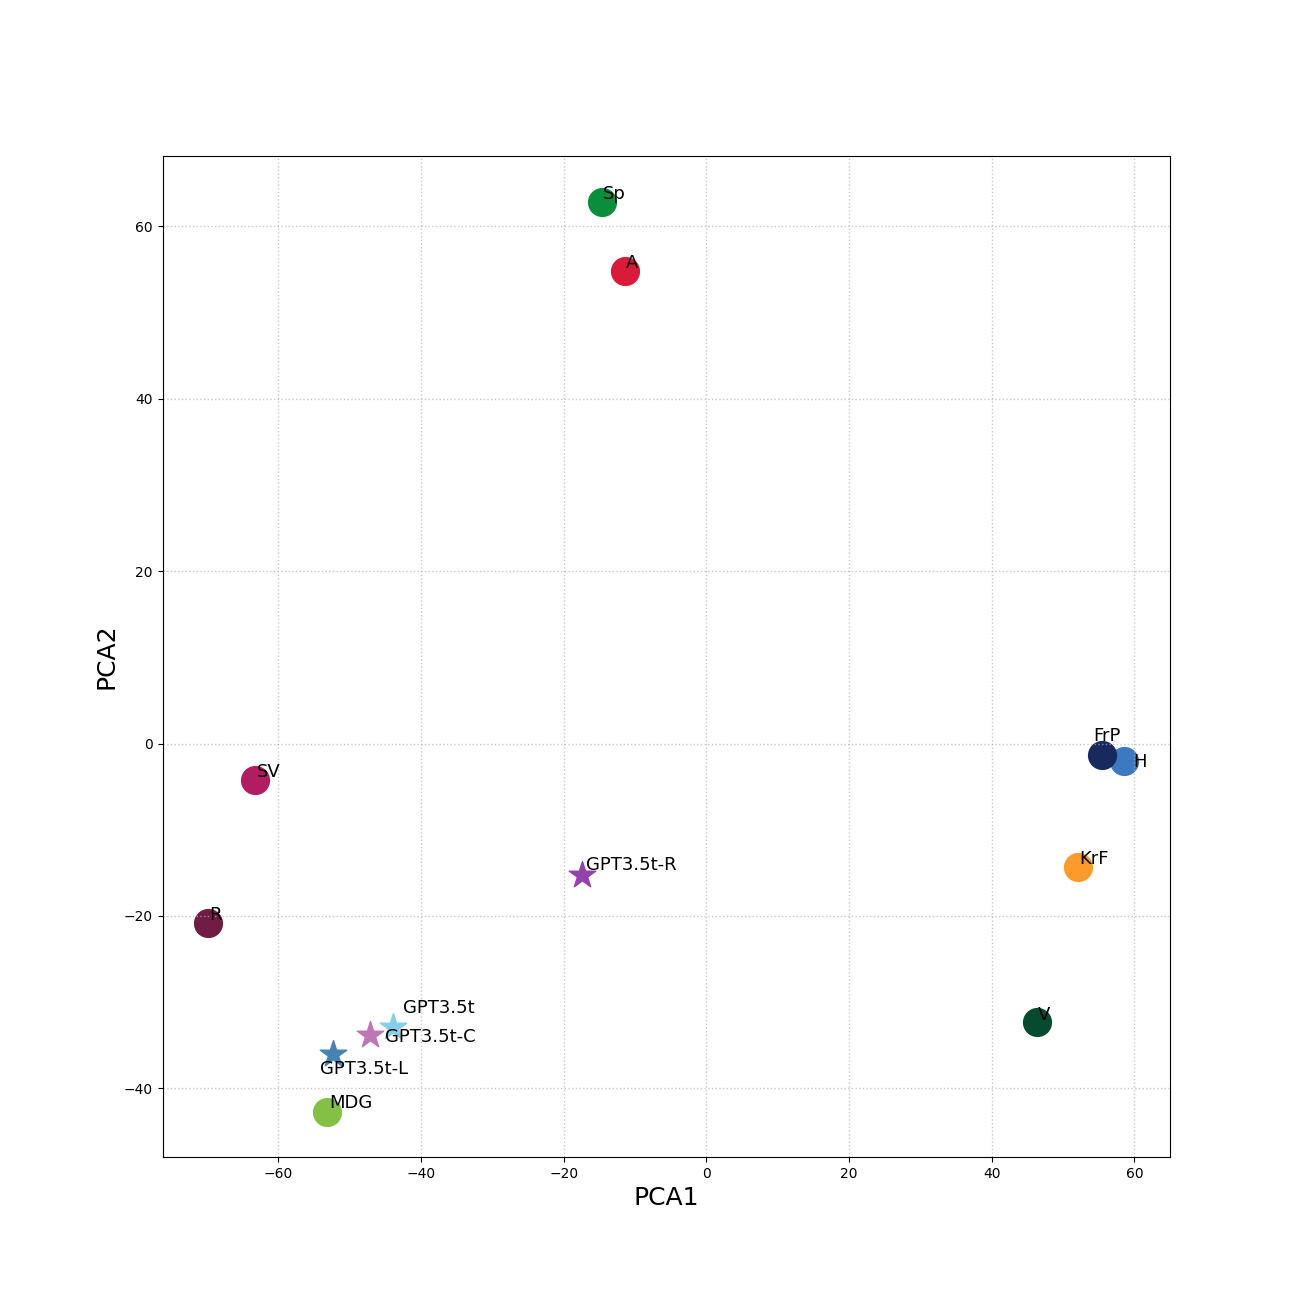 Sp
60
A
40
20
PCA2
0
FrP
H
SV
KrF
GPT3.5t-R
−20
R
GPT3.5t
V
GPT3.5t-C
GPT3.5t-L
−40
MDG
−60 −40 −20 0 20 40 60
PCA1